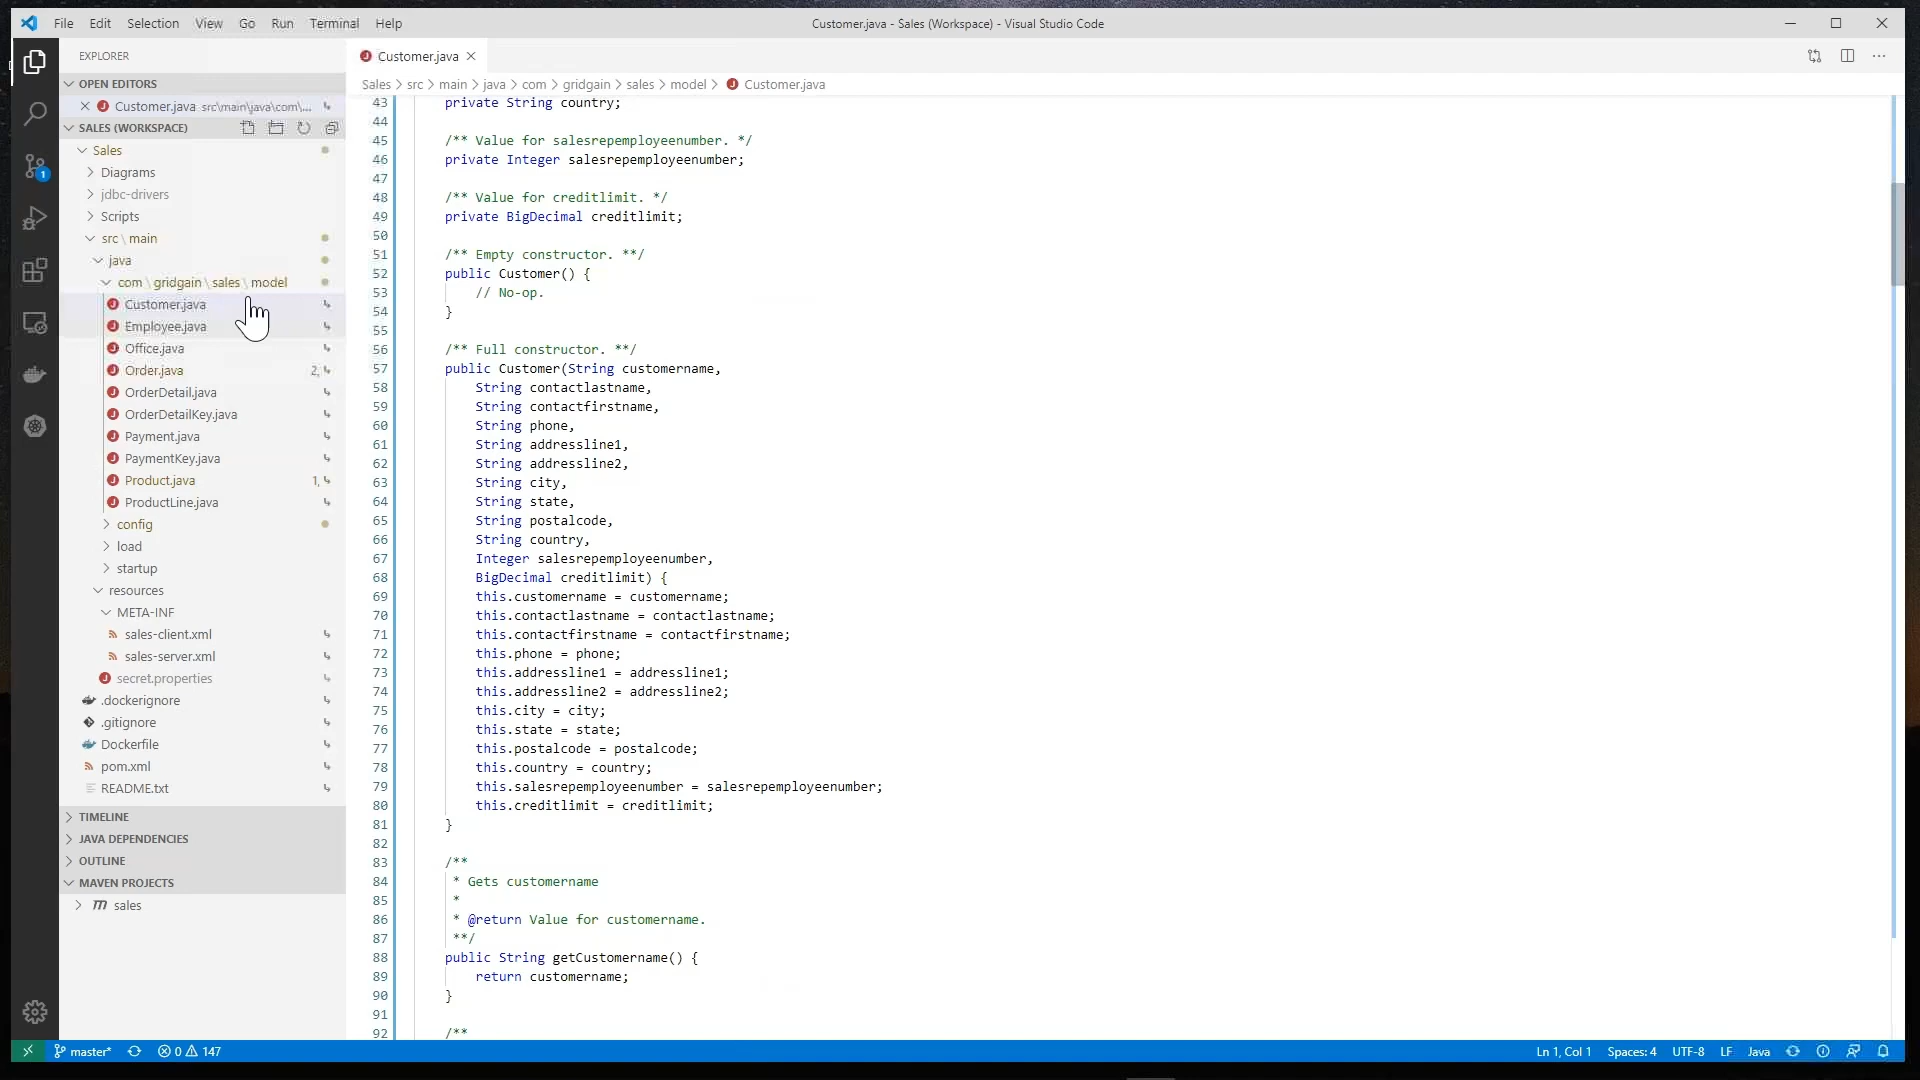 File Edit Selection View Go Run Terminal Help
Customer.java - Sales (Workspace) - Visual Studio Code
EXPLORER
OPEN EDITORS
Customer.java src\main\java\com\...
SALES (WORKSPACE)
Sales
Diagrams
jdbc-drivers
Scripts
src \ main
java
com \ gridgain \ sales \ model
Customer.java
Employee.java
Office.java
Order.java 2,
OrderDetail.java
OrderDetailKey.java
Payment.java
PaymentKey.java
Product.java 1,
ProductLine.java
config
load
startup
resources
META-INF
sales-client.xml
sales-server.xml
secret.properties
.dockerignore
.gitignore
Dockerfile
pom.xml
README.txt
TIMELINE
JAVA DEPENDENCIES
OUTLINE
MAVEN PROJECTS
sales
1
Customer.java
Sales > src > main > java > com > gridgain > sales > model > Customer.java
43 private String country;
44
45 /** Value for salesrepemployeenumber. */
46 private Integer salesrepemployeenumber;
47
48 /** Value for creditlimit. */
49 private BigDecimal creditlimit;
50
51 /** Empty constructor. **/
52 public Customer() {
53 // No-op.
54 }
55
56 /** Full constructor. **/
57 public Customer(String customername,
58 String contactlastname,
59 String contactfirstname,
60 String phone,
61 String addressline1,
62 String addressline2,
63 String city,
64 String state,
65 String postalcode,
66 String country,
67 Integer salesrepemployeenumber,
68 BigDecimal creditlimit) {
69 this.customername = customername;
70 this.contactlastname = contactlastname;
71 this.contactfirstname = contactfirstname;
72 this.phone = phone;
73 this.addressline1 = addressline1;
74 this.addressline2 = addressline2;
75 this.city = city;
76 this.state = state;
77 this.postalcode = postalcode;
78 this.country = country;
79 this.salesrepemployeenumber = salesrepemployeenumber;
80 this.creditlimit = creditlimit;
81 }
82
83 /**
84 * Gets customername
85 *
86 * @return Value for customername.
87 **/
88 public String getCustomername() {
89 return customername;
90 }
91
92 /**
master* 0 147
Ln 1, Col 1 Spaces: 4 UTF-8 LF Java